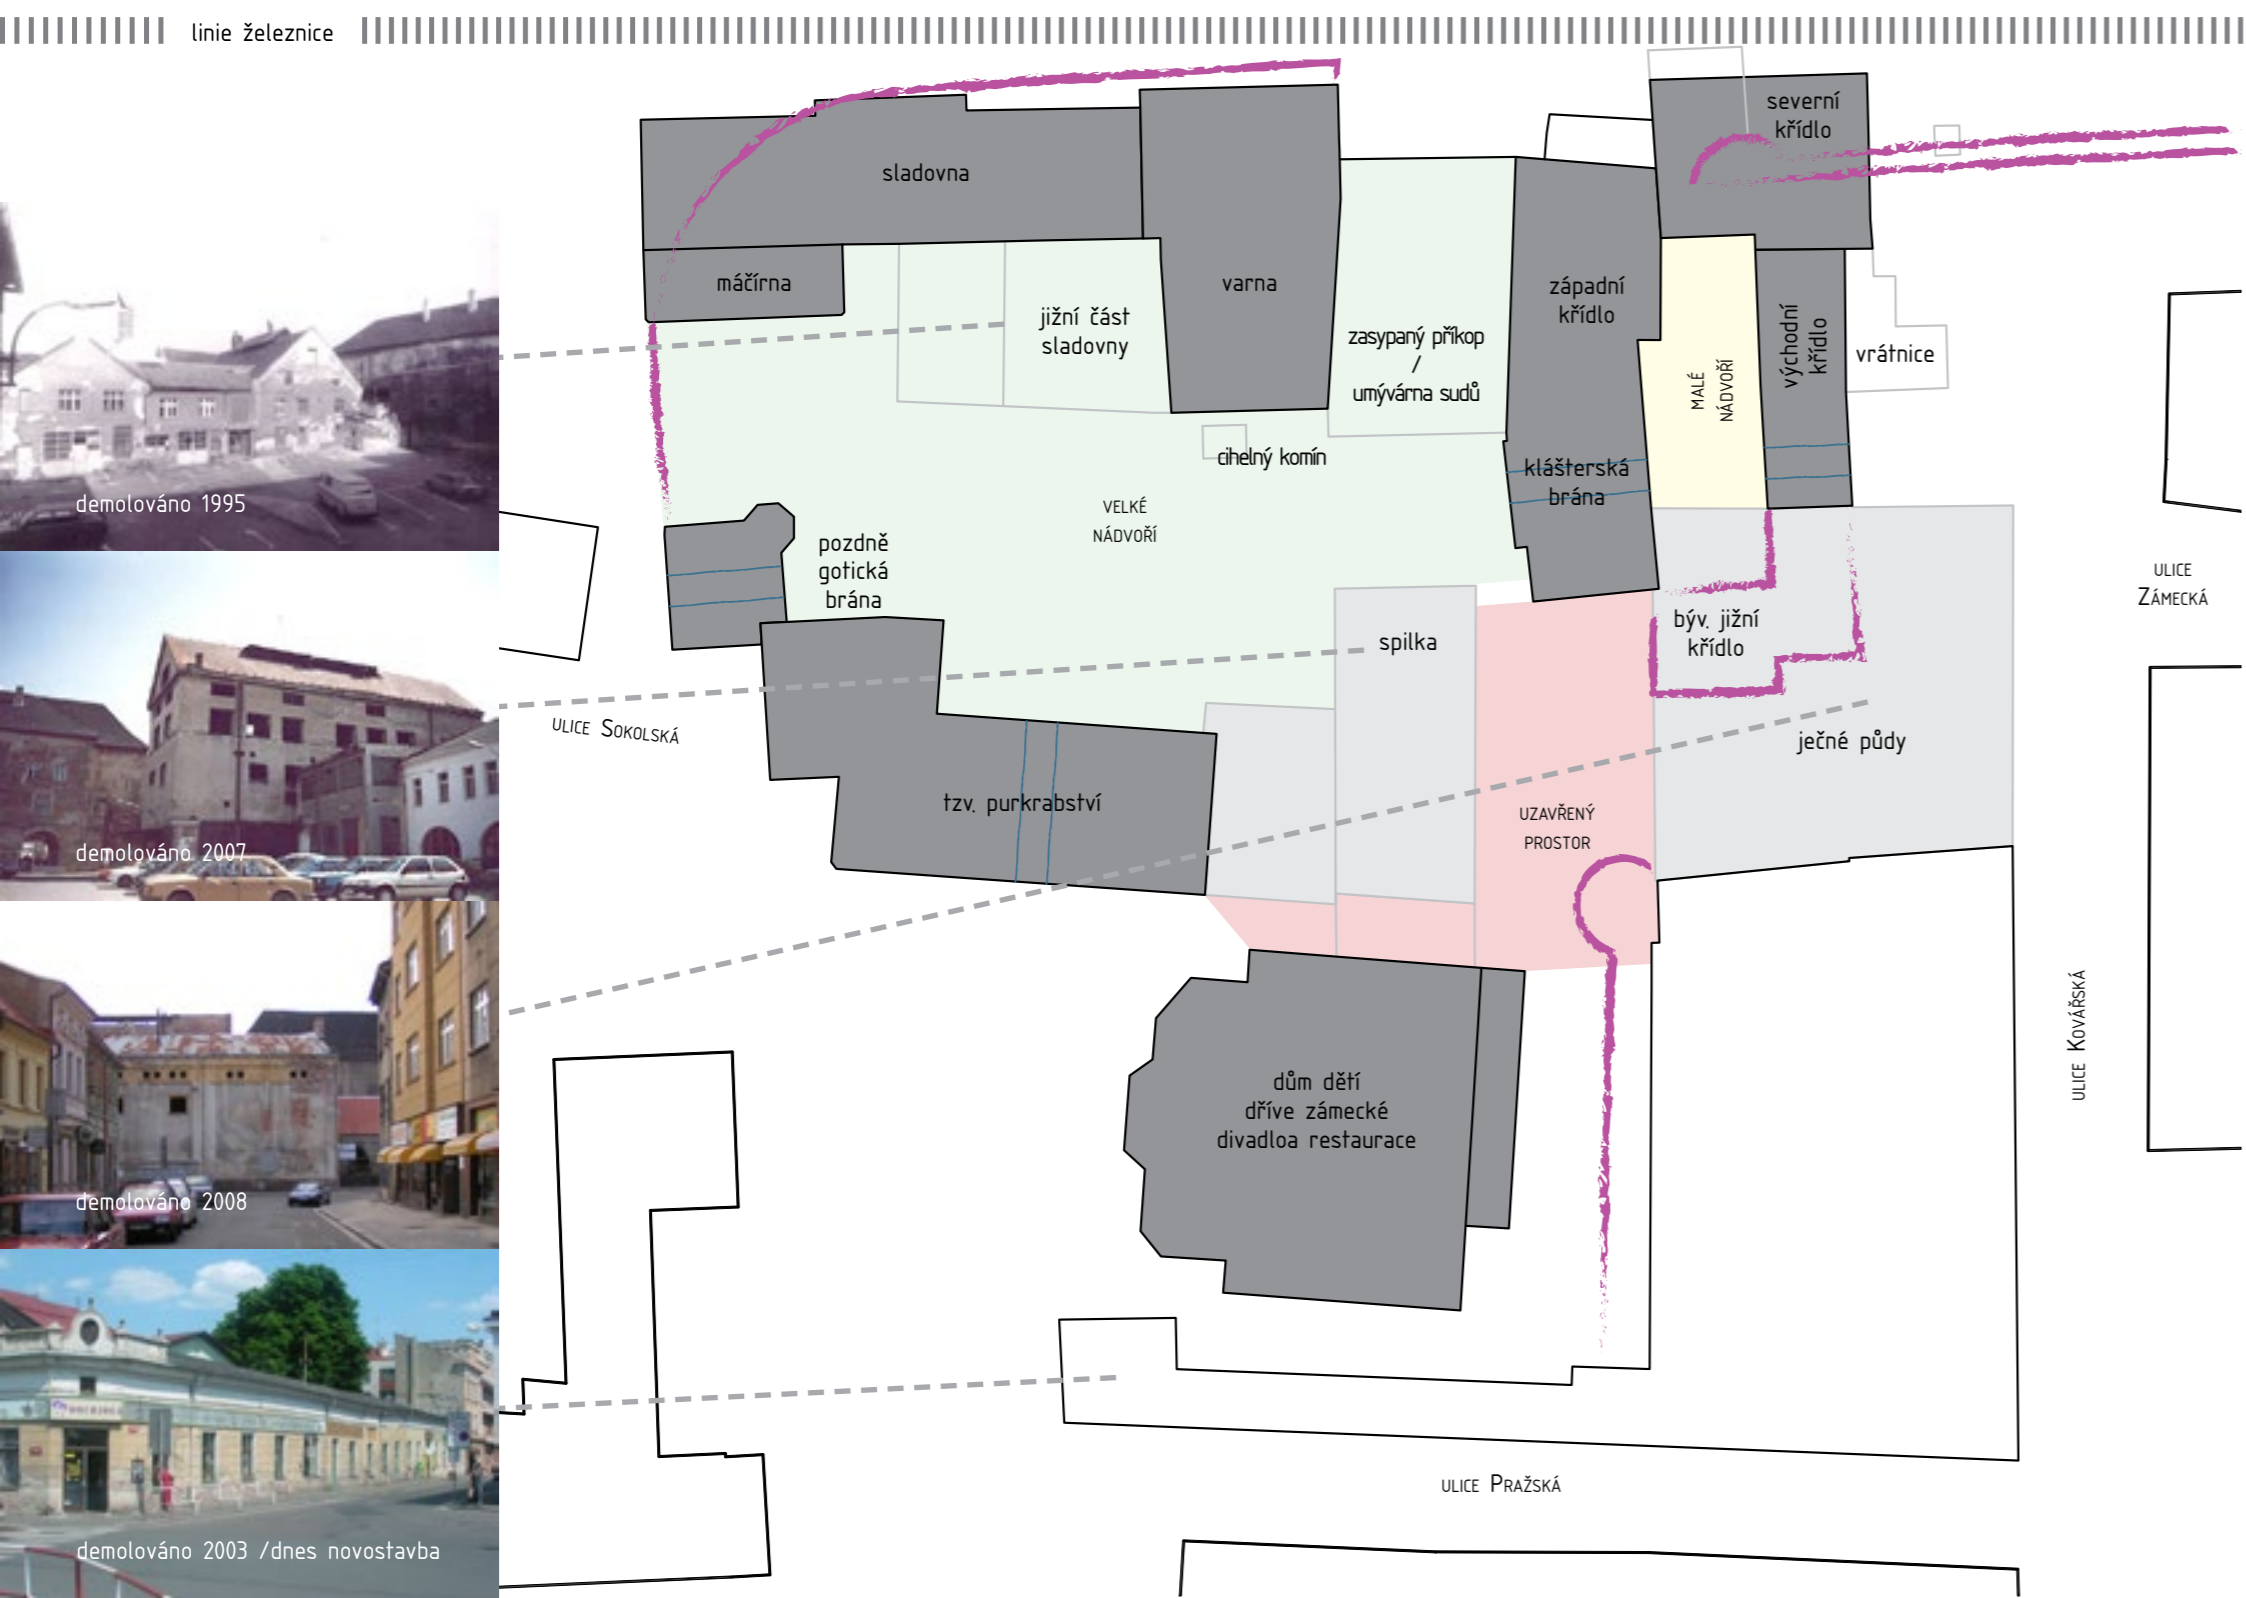 linie železnice
severní
křídlo
sladovna
máčírna
varna
jižní část
sladovny
zasypaný příkop
/
umývárna sudů
západní
křídlo
MALÉ
NÁDVOŘÍ
východní
křídlo
vrátnice
cihelný komín
klášterská
brána
VELKÉ
NÁDVOŘÍ
pozdně
gotická
brána
demolováno 1995
ULICE
ZÁMECKÁ
býv. jižní
křídlo
spilka
ULICE SOKOLSKÁ
ječné půdy
tzv. purkrabství
UZAVŘENÝ
PROSTOR
demolováno 2007
ULICE KOVÁŘSKÁ
dům dětí
dříve zámecké
divadloa restaurace
demolováno 2008
ULICE PRAŽSKÁ
demolováno 2003 /dnes novostavba